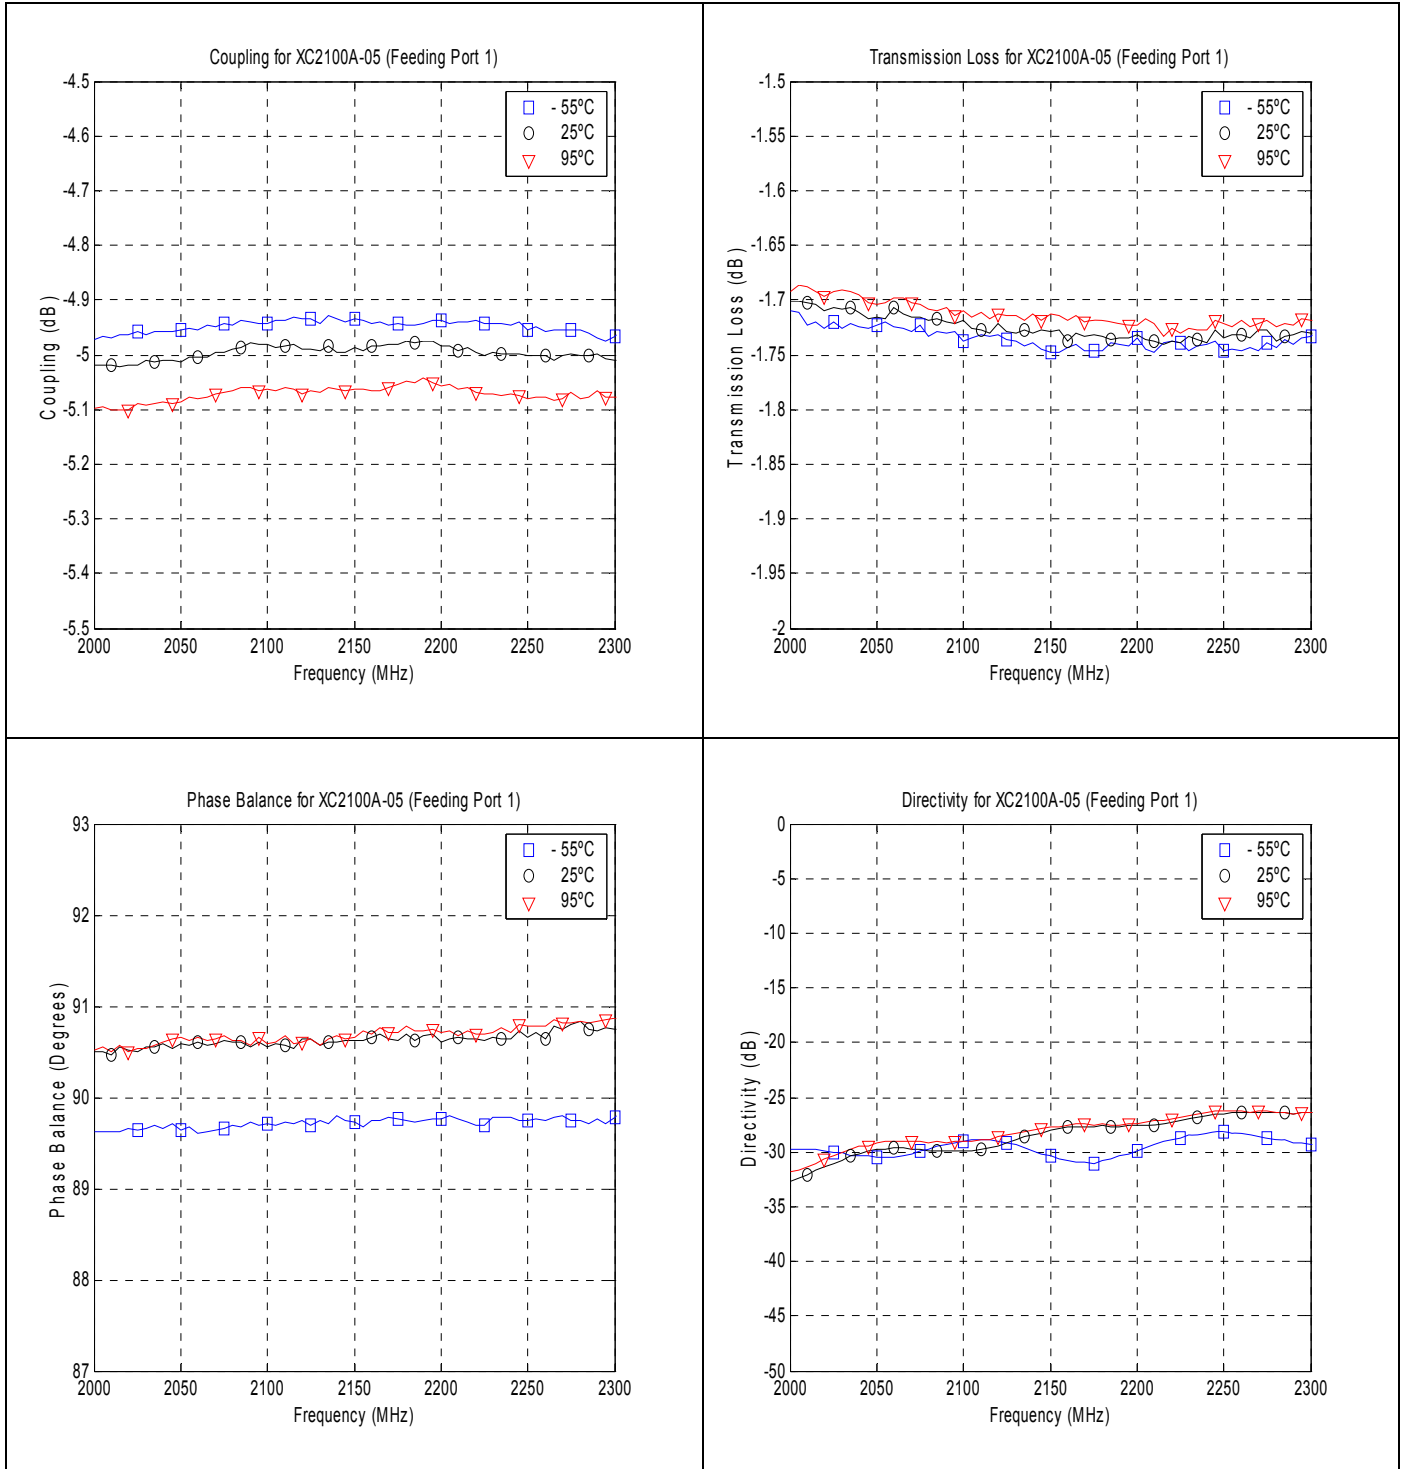 Coupling for XC2100A-05 (Feeding Port 1)
-4.5
-4.6
-4.7
-4.8
-4.9
-5
-5.1
-5.2
-5.3
-5.4
-5.5
Coupling (dB)
- 55ºC
25ºC
95ºC
2000 2050 2100 2150 2200 2250 2300
Frequency (MHz)
Transmission Loss for XC2100A-05 (Feeding Port 1)
-1.5
-1.55
-1.6
-1.65
-1.7
-1.75
-1.8
-1.85
-1.9
-1.95
-2
Transmission Loss (dB)
- 55ºC
25ºC
95ºC
2000 2050 2100 2150 2200 2250 2300
Frequency (MHz)
Phase Balance for XC2100A-05 (Feeding Port 1)
93
92
91
90
89
88
87
Phase Balance (Degrees)
- 55ºC
25ºC
95ºC
2000 2050 2100 2150 2200 2250 2300
Frequency (MHz)
Directivity for XC2100A-05 (Feeding Port 1)
0
-5
-10
-15
-20
-25
-30
-35
-40
-45
-50
Directivity (dB)
- 55ºC
25ºC
95ºC
2000 2050 2100 2150 2200 2250 2300
Frequency (MHz)